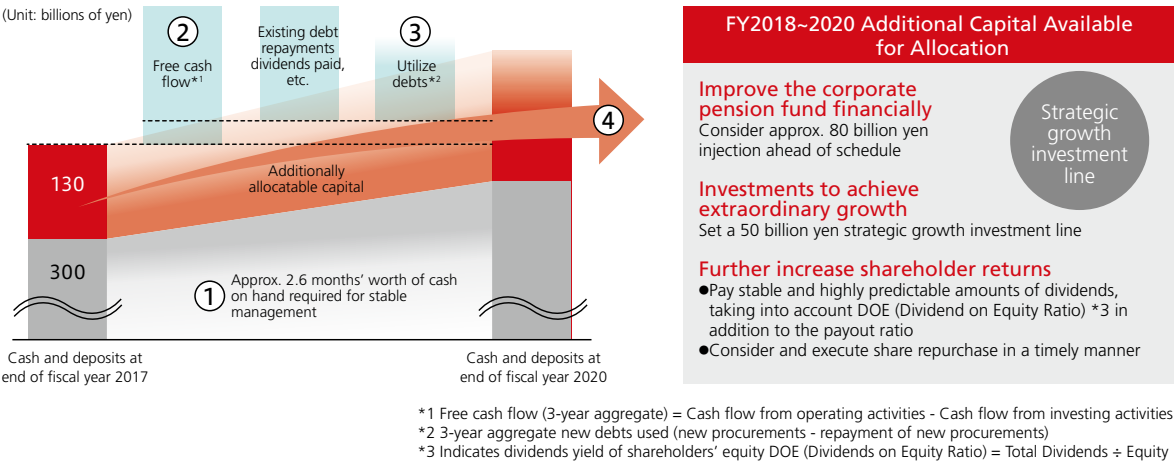 (Unit: billions of yen)
2
Free cash
flow*1
Existing debt
repayments
dividends paid,
etc.
3
Utilize
debts*2
4
130
Additionally
allocatable capital
300
1
Approx. 2.6 months’ worth of cash
on hand required for stable
management
Cash and deposits at
end of fiscal year 2017
Cash and deposits at
end of fiscal year 2020
FY2018~2020 Additional Capital Available
for Allocation
Improve the corporate
pension fund financially
Consider approx. 80 billion yen
injection ahead of schedule
Strategic
growth
investment
line
Investments to achieve
extraordinary growth
Set a 50 billion yen strategic growth investment line
Further increase shareholder returns
●Pay stable and highly predictable amounts of dividends,
taking into account DOE (Dividend on Equity Ratio) *3 in
addition to the payout ratio
●Consider and execute share repurchase in a timely manner
*1 Free cash flow (3-year aggregate) = Cash flow from operating activities - Cash flow from investing activities
*2 3-year aggregate new debts used (new procurements - repayment of new procurements)
*3 Indicates dividends yield of shareholders’ equity DOE (Dividends on Equity Ratio) = Total Dividends ÷ Equity